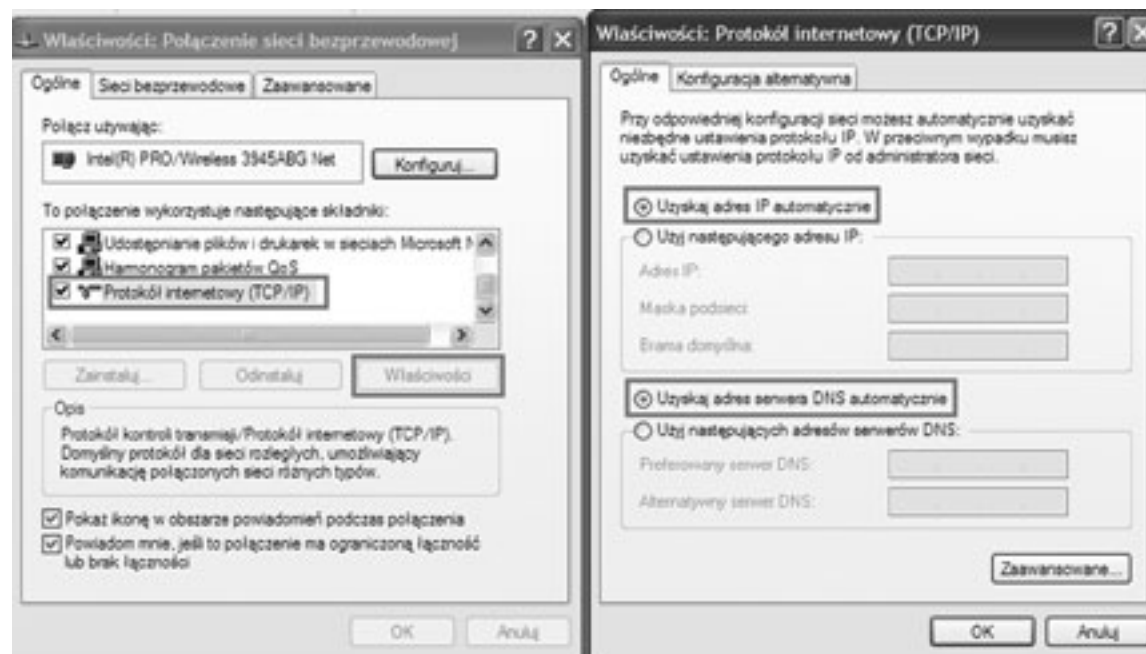 Właściwości: Połączenie sieci bezprzewodowej
Ogólne
Sieci bezprzewodowe
Zaawansowane
Połącz używając:
Intel(R) PRO/Wireless 3945ABG Net
Konfiguruj...
To połączenie wykorzystuje następujące składniki:
Udostępnianie plików i drukarek w sieciach Microsoft
Harmonogram pakietów QoS
Protokół internetowy (TCP/IP)
Zainstaluj...
Odinstaluj
Właściwości
Opis
Protokół kontroli transmisji/Protokół internetowy (TCP/IP).
Domyślny protokół dla sieci rozległych, umożliwiający
komunikację połączonych sieci różnych typów.
Pokaż ikonę w obszarze powiadomień podczas połączenia
Powiadom mnie, jeśli to połączenie ma ograniczoną łączność
lub brak łączności
OK
Anuluj
Właściwości: Protokół internetowy (TCP/IP)
Ogólne
Konfiguracja alternatywna
Przy odpowiedniej konfiguracji sieci możesz automatycznie uzyskać
niezbędne ustawienia protokołu IP. W przeciwnym wypadku musisz
uzyskać ustawienia protokołu IP od administratora sieci.
Uzyskaj adres IP automatycznie
Użyj następującego adresu IP:
Adres IP:
Maska podsieci:
Brama domyślna:
Uzyskaj adres serwera DNS automatycznie
Użyj następujących adresów serwerów DNS:
Preferowany serwer DNS:
Alternatywny serwer DNS:
Zaawansowane...
OK
Anuluj